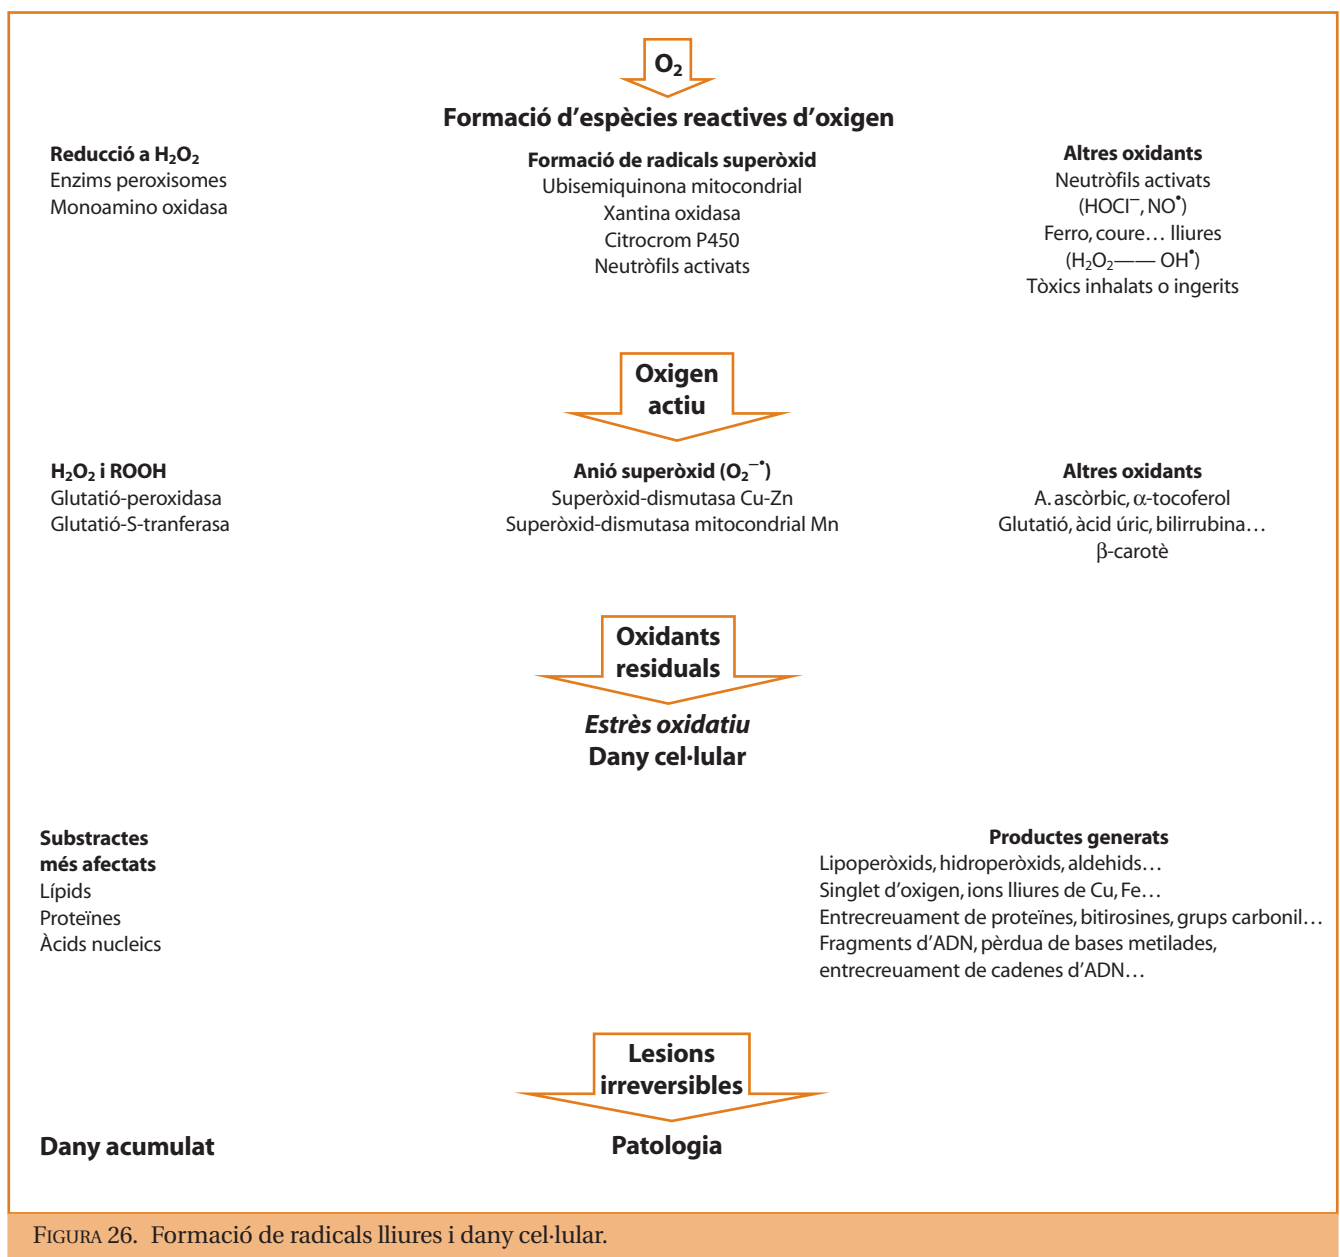 O₂
Formació d’espècies reactives d’oxigen
Reducció a H₂O₂
Enzims peroxisomes
Monoamino oxidasa
Formació de radicals superòxid
Ubisemiquinona mitocondrial
Xantina oxidasa
Citrocrom P450
Neutròfils activats
Altres oxidants
Neutròfils activats
(HOCl⁻, NO•)
Ferro, coure… lliures
(H₂O₂—— OH•)
Tòxics inhalats o ingerits
Oxigen
actiu
H₂O₂ i ROOH
Glutatió-peroxidasa
Glutatió-S-tranferasa
Anió superòxid (O₂⁻•)
Superòxid-dismutasa Cu-Zn
Superòxid-dismutasa mitocondrial Mn
Altres oxidants
A. ascòrbic, α-tocoferol
Glutatió, àcid úric, bilirrubina…
β-carotè
Oxidants
residuals
Estrès oxidatiu
Dany cel·lular
Substractes
més afectats
Lípids
Proteïnes
Àcids nucleics
Productes generats
Lipoperòxids, hidroperòxids, aldehids…
Singlet d’oxigen, ions lliures de Cu, Fe…
Entrecreuament de proteïnes, bitirosines, grups carbonil…
Fragments d’ADN, pèrdua de bases metilades,
entrecreuament de cadenes d’ADN…
Lesions
irreversibles
Dany acumulat
Patologia
FIGURA 26. Formació de radicals lliures i dany cel·lular.